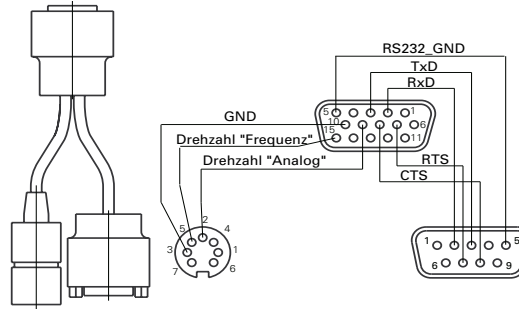 RS232_GND
TxD
RxD
GND
5 1
10 6
15 11
Drehzahl "Frequenz"
Drehzahl "Analog"
RTS
CTS
2
5 4
3 1
7 6
1 5
6 9